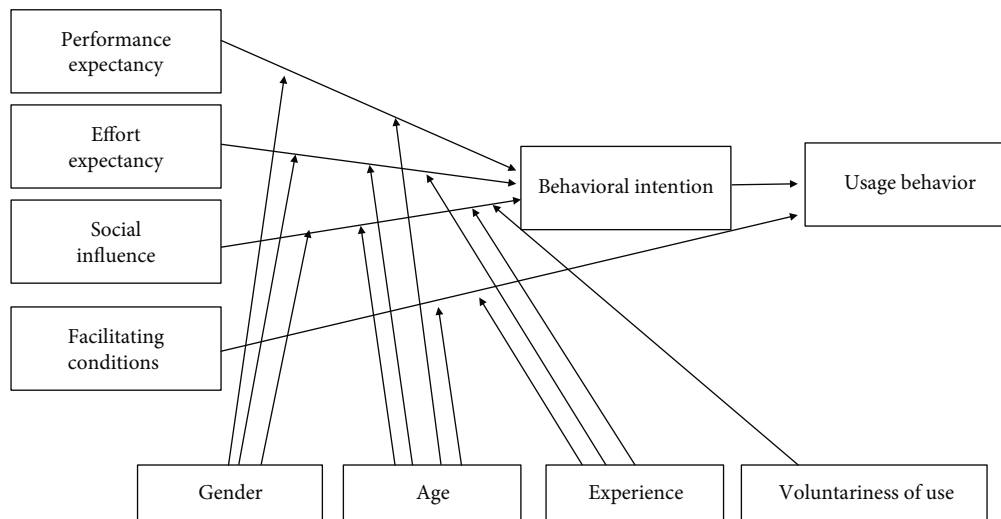 Performance
expectancy
Effort
expectancy
Social
influence
Facilitating
conditions
Behavioral intention
Usage behavior
Gender
Age
Experience
Voluntariness of use